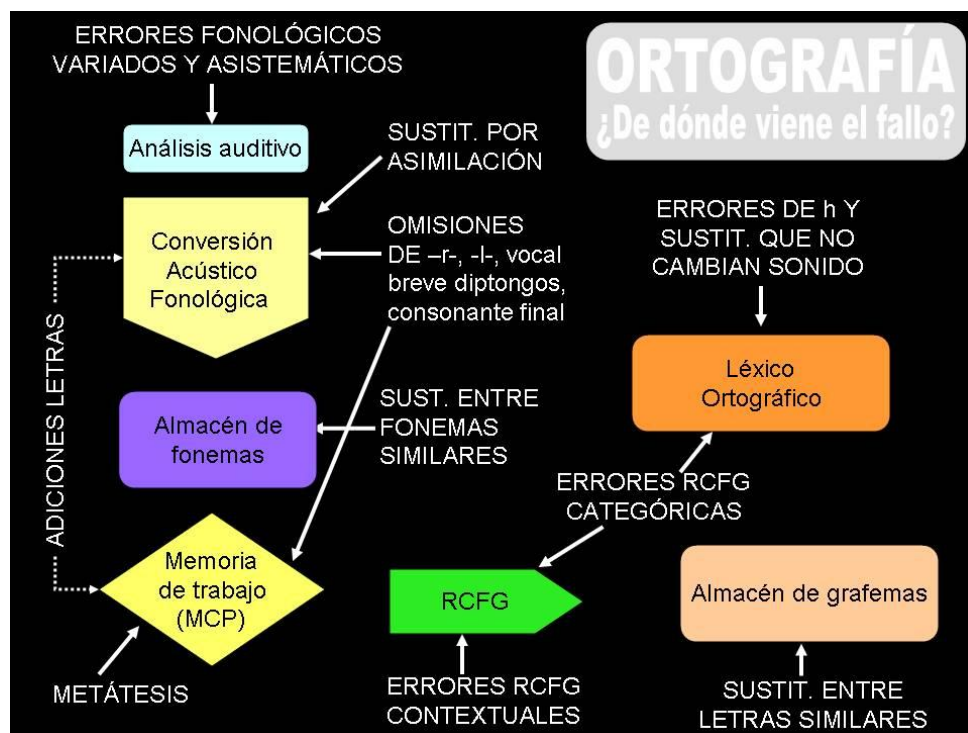 ERRORES FONOLÓGICOS
VARIADOS Y ASISTEMÁTICOS
ORTOGRAFÍA
¿De dónde viene el fallo?
Análisis auditivo
SUSTIT. POR
ASIMILACIÓN
Conversión
Acústico
Fonológica
OMISIONES
DE –r-, -l-, vocal
breve diptongos,
consonante final
ERRORES DE h Y
SUSTIT. QUE NO
CAMBIAN SONIDO
ADICIONES LETRAS
Léxico
Ortográfico
Almacén de
fonemas
SUST. ENTRE
FONEMAS
SIMILARES
ERRORES RCFG
CATEGÓRICAS
Memoria
de trabajo
(MCP)
RCFG
Almacén de grafemas
METÁTESIS
ERRORES RCFG
CONTEXTUALES
SUSTIT. ENTRE
LETRAS SIMILARES